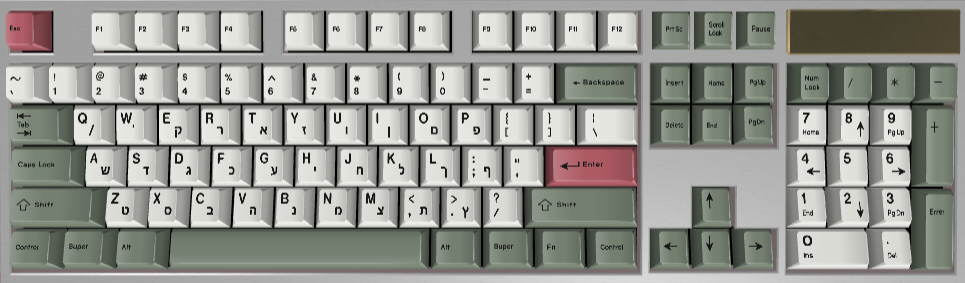 Esc F1 F2 F3 F4 F5 F6 F7 F8 F9 F10 F11 F12 Prt Sc Scroll Lock Pause
~ ` ! 1 @ 2 # 3 $ 4 % 5 ^ 6 & 7 * 8 ( 9 ) 0 _ - + = ← Backspace Insert Home PgUp Num Lock / * -
Tab Q / W ' E ק R ר T א Y ט U ו I ן O ם P פ { [ } ] | \ Delete End PgDn 7 Home 8 ↑ 9 PgUp +
Caps Lock A ש S ד D ג F כ G ע H י J ח K ל L ך : ; ף " ' , Enter 4 ← 5 6 →
⇧ Shift Z ט X ס C ב V ה B נ N מ M צ < , ת > . ץ ? / ⇧ Shift ↑ 1 End 2 ↓ 3 PgDn Enter
Control Super Alt Alt Super Fn Control ← ↓ → 0 Ins . Del